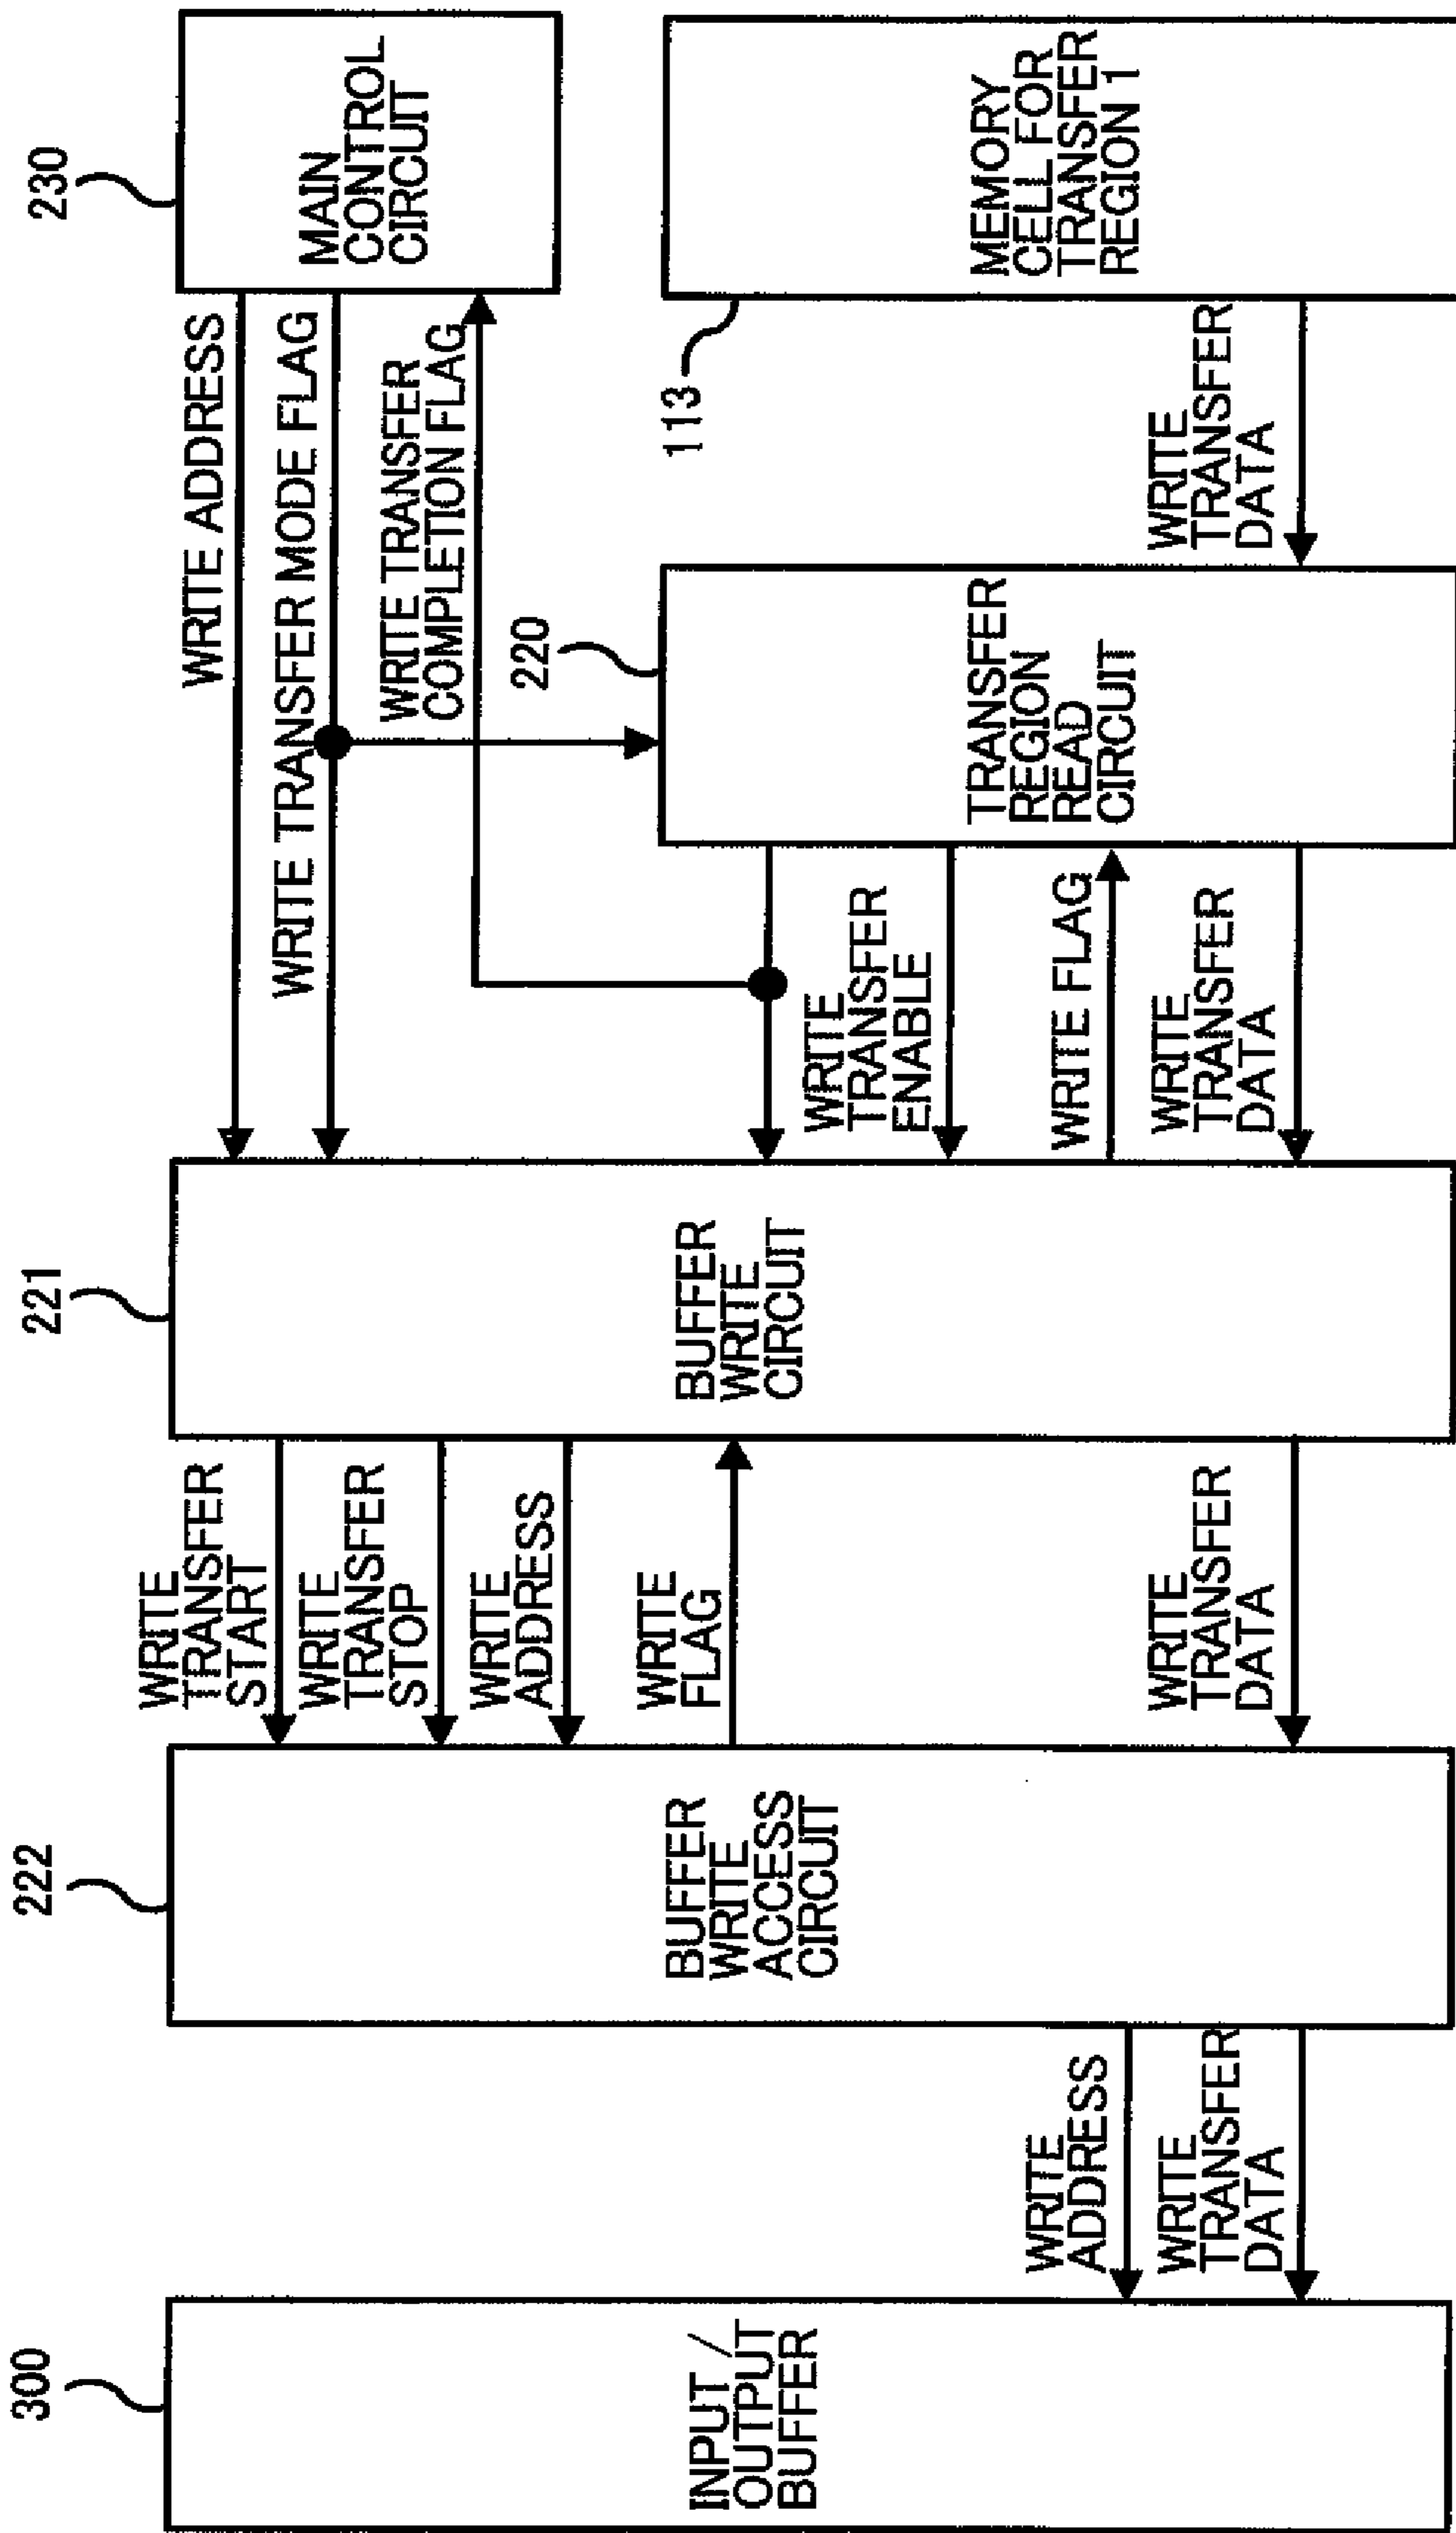 300
INPUT /
OUTPUT
BUFFER
WRITE
ADDRESS
WRITE
TRANSFER
DATA
222
BUFFER
WRITE
ACCESS
CIRCUIT
WRITE
TRANSFER
START
WRITE
TRANSFER
STOP
WRITE
ADDRESS
WRITE
FLAG
WRITE
TRANSFER
DATA
221
BUFFER
WRITE
CIRCUIT
WRITE ADDRESS
WRITE TRANSFER MODE FLAG
WRITE TRANSFER
COMPLETION FLAG
WRITE
TRANSFER
ENABLE
WRITE FLAG
WRITE
TRANSFER
DATA
220
TRANSFER
REGION
READ
CIRCUIT
WRITE
TRANSFER
DATA
230
MAIN
CONTROL
CIRCUIT
113
MEMORY
CELL FOR
TRANSFER
REGION 1